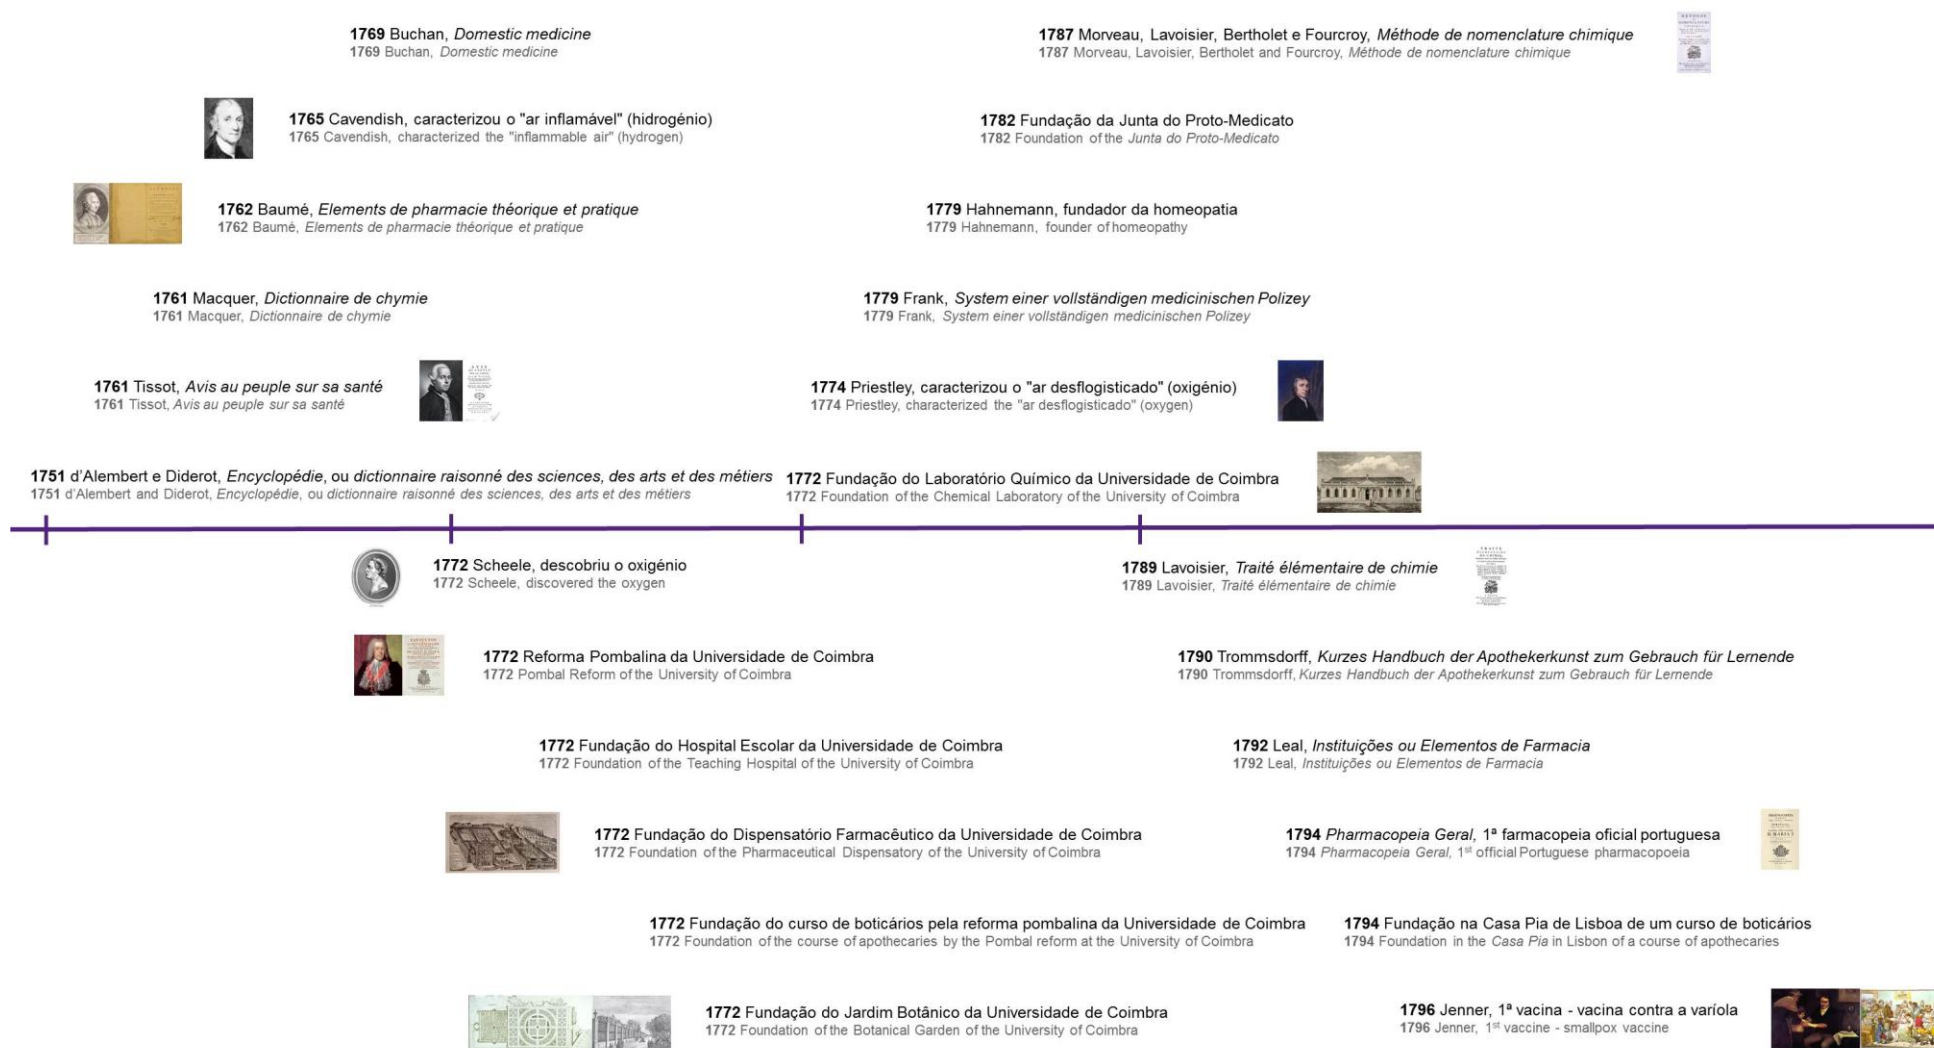 1769 Buchan, Domestic medicine
1769 Buchan, Domestic medicine
1765 Cavendish, caracterizou o "ar inflamável" (hidrogénio)
1765 Cavendish, characterized the "inflammable air" (hydrogen)
1762 Baumé, Elements de pharmacie théorique et pratique
1762 Baumé, Elements de pharmacie théorique et pratique
1761 Macquer, Dictionnaire de chymie
1761 Macquer, Dictionnaire de chymie
1761 Tissot, Avis au peuple sur sa santé
1761 Tissot, Avis au peuple sur sa santé
1751 d'Alembert e Diderot, Encyclopédie, ou dictionnaire raisonné des sciences, des arts et des métiers
1751 d'Alembert and Diderot, Encyclopédie, ou dictionnaire raisonné des sciences, des arts et des métiers
1787 Morveau, Lavoisier, Bertholet e Fourcroy, Méthode de nomenclature chimique
1787 Morveau, Lavoisier, Bertholet and Fourcroy, Méthode de nomenclature chimique
1782 Fundação da Junta do Proto-Medicato
1782 Foundation of the Junta do Proto-Medicato
1779 Hahnemann, fundador da homeopatia
1779 Hahnemann, founder of homeopathy
1779 Frank, System einer vollständigen medicinischen Polizey
1779 Frank, System einer vollständigen medicinischen Polizey
1774 Priestley, caracterizou o "ar desflogisticado" (oxigénio)
1774 Priestley, characterized the "ar desflogisticado" (oxygen)
1772 Fundação do Laboratório Químico da Universidade de Coimbra
1772 Foundation of the Chemical Laboratory of the University of Coimbra
1772 Scheele, descobriu o oxigénio
1772 Scheele, discovered the oxygen
1772 Reforma Pombalina da Universidade de Coimbra
1772 Pombal Reform of the University of Coimbra
1772 Fundação do Hospital Escolar da Universidade de Coimbra
1772 Foundation of the Teaching Hospital of the University of Coimbra
1772 Fundação do Dispensatório Farmacêutico da Universidade de Coimbra
1772 Foundation of the Pharmaceutical Dispensatory of the University of Coimbra
1772 Fundação do curso de boticários pela reforma pombalina da Universidade de Coimbra
1772 Foundation of the course of apothecaries by the Pombal reform at the University of Coimbra
1772 Fundação do Jardim Botânico da Universidade de Coimbra
1772 Foundation of the Botanical Garden of the University of Coimbra
1789 Lavoisier, Traité élémentaire de chimie
1789 Lavoisier, Traité élémentaire de chimie
1790 Trommsdorff, Kurzes Handbuch der Apothekerkunst zum Gebrauch für Lernende
1790 Trommsdorff, Kurzes Handbuch der Apothekerkunst zum Gebrauch für Lernende
1792 Leal, Instituições ou Elementos de Farmacia
1792 Leal, Instituições ou Elementos de Farmacia
1794 Pharmacopeia Geral, 1ª farmacopeia oficial portuguesa
1794 Pharmacopeia Geral, 1st official Portuguese pharmacopoeia
1794 Fundação na Casa Pia de Lisboa de um curso de boticários
1794 Foundation in the Casa Pia in Lisbon of a course of apothecaries
1796 Jenner, 1ª vacina - vacina contra a varíola
1796 Jenner, 1st vaccine - smallpox vaccine